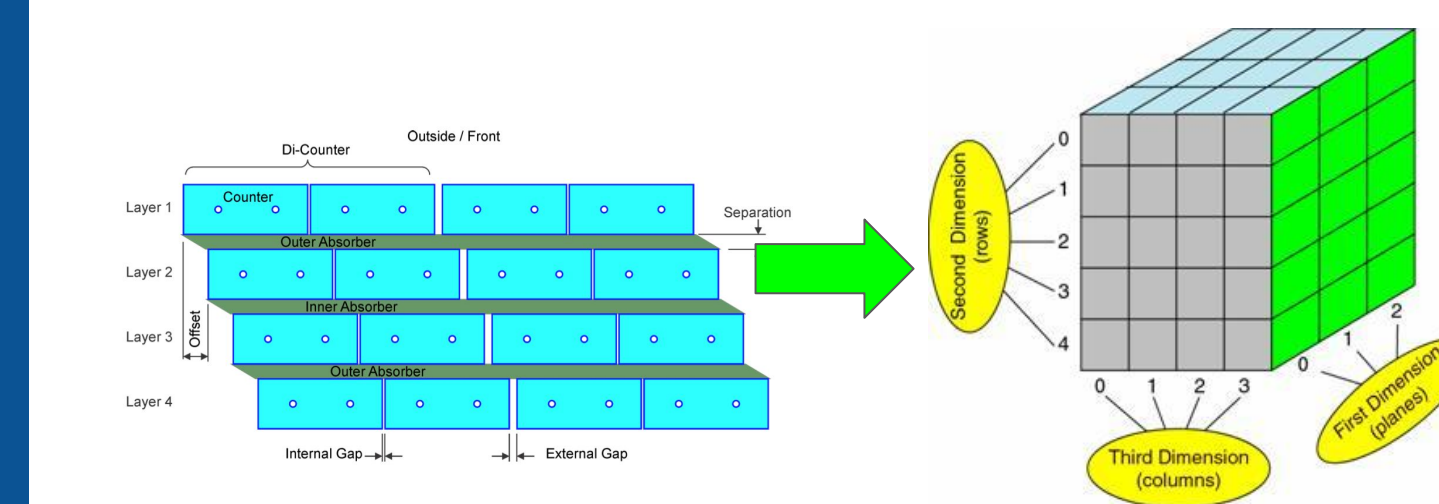 Outside / Front
Di-Counter
Layer 1
Counter
Separation
Outer Absorber
Layer 2
Inner Absorber
Offset
Layer 3
Outer Absorber
Layer 4
Internal Gap
External Gap
Second Dimension
(rows)
0
1
2
3
4
0 1 2 3
Third Dimension
(columns)
0
1
2
First Dimension
(planes)